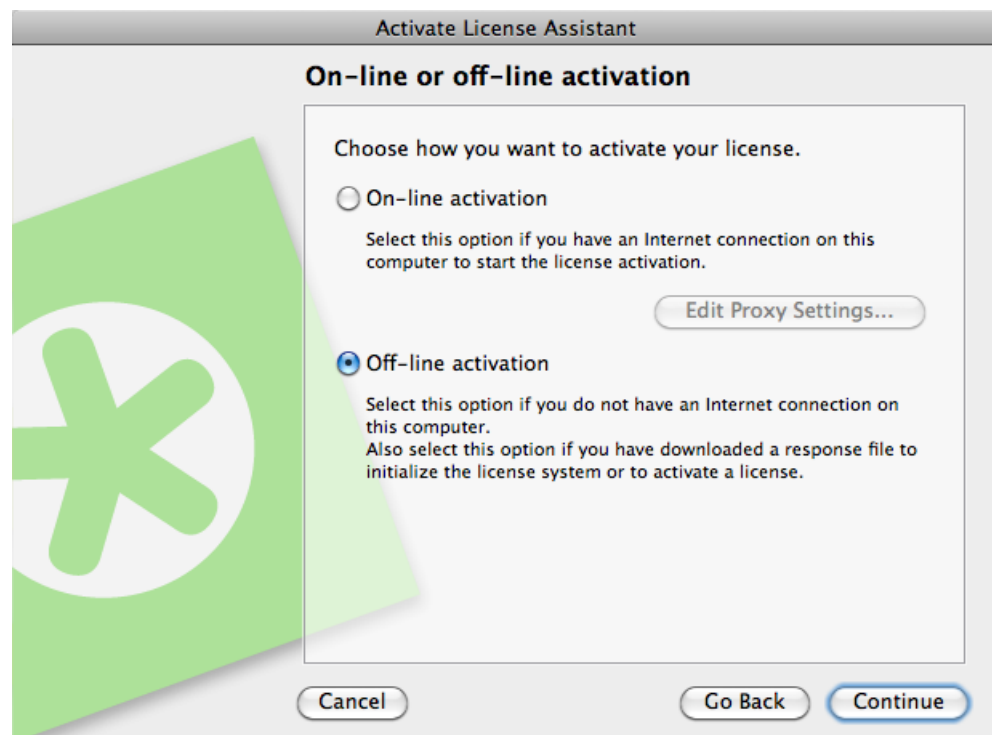 Activate License Assistant
On-line or off-line activation
Choose how you want to activate your license.
On-line activation
Select this option if you have an Internet connection on this
computer to start the license activation.
Edit Proxy Settings...
Off-line activation
Select this option if you do not have an Internet connection on
this computer.
Also select this option if you have downloaded a response file to
initialize the license system or to activate a license.
Cancel
Go Back
Continue